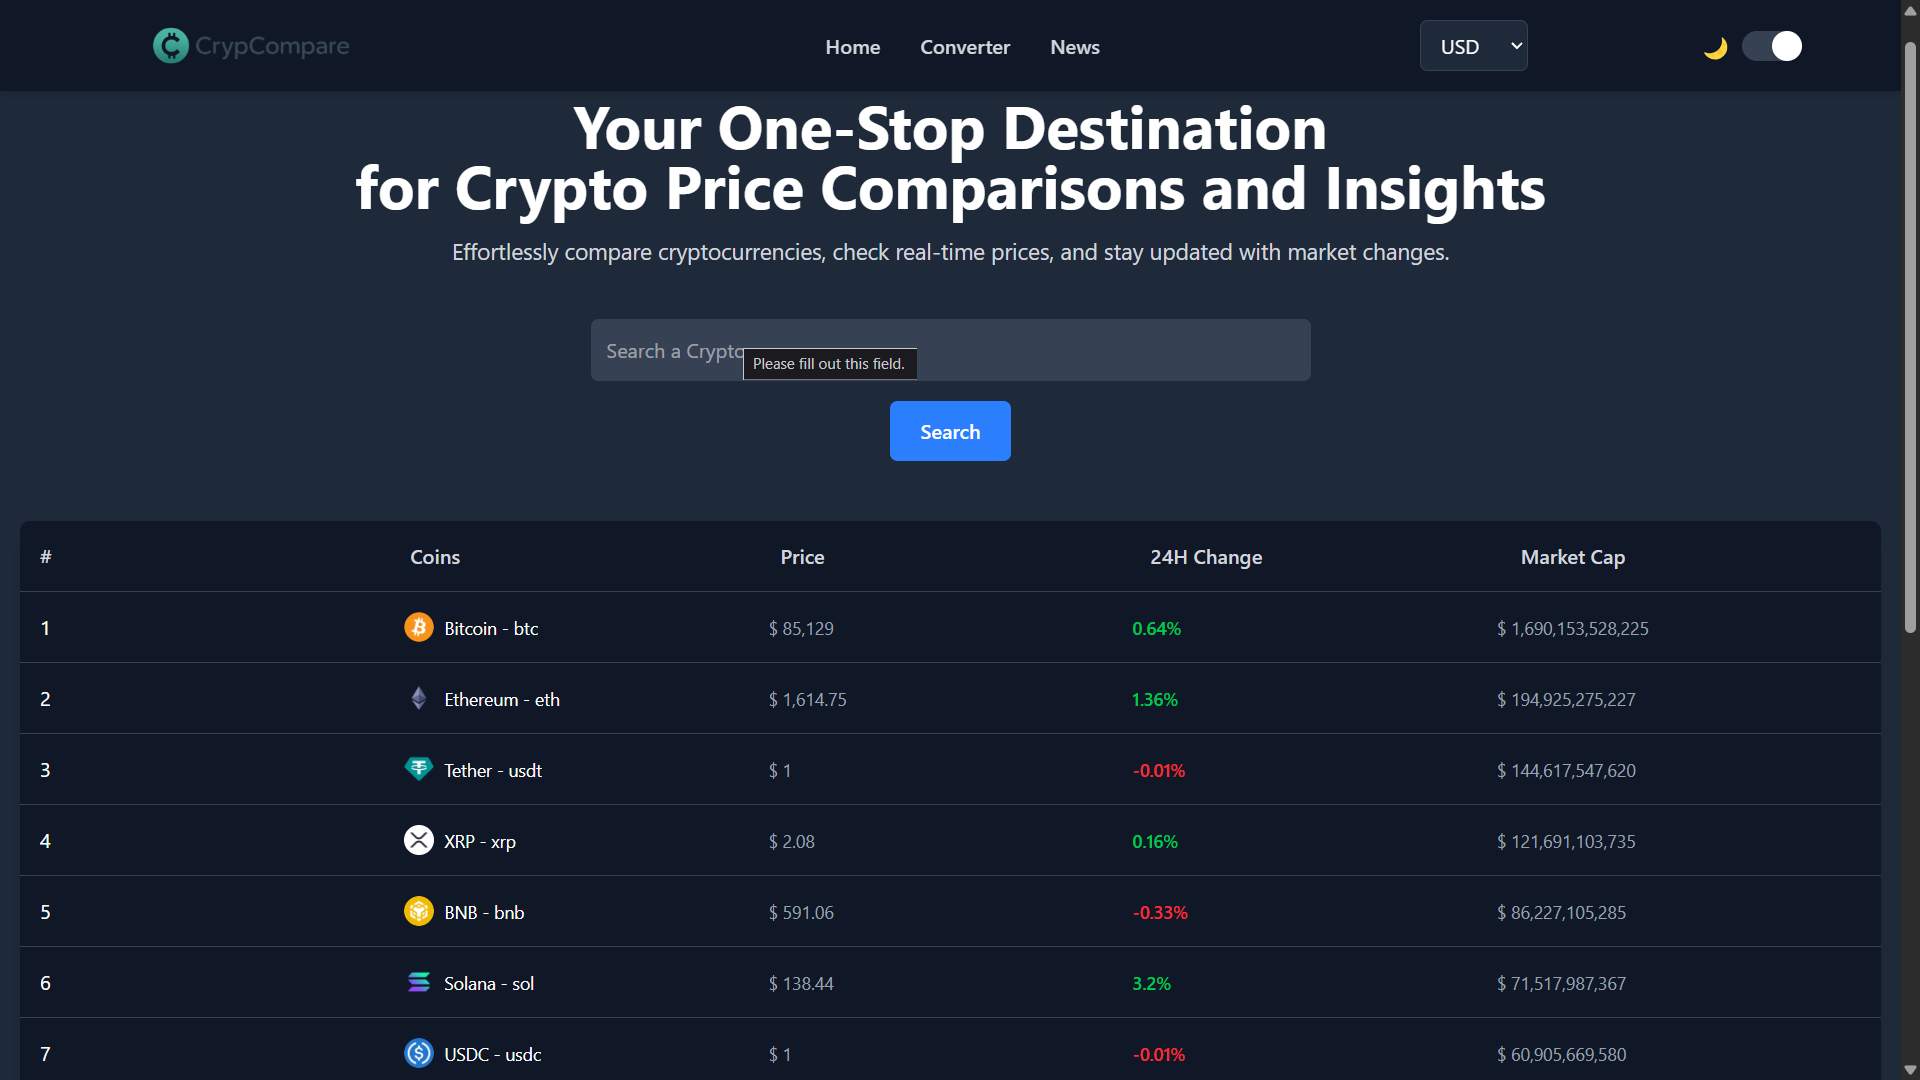 CrypCompare
Home Converter News
USD
Your One-Stop Destination
for Crypto Price Comparisons and Insights
Effortlessly compare cryptocurrencies, check real-time prices, and stay updated with market changes.
Search a Crypto
Please fill out this field.
Search
# Coins Price 24H Change Market Cap
1 Bitcoin - btc $ 85,129 0.64% $ 1,690,153,528,225
2 Ethereum - eth $ 1,614.75 1.36% $ 194,925,275,227
3 Tether - usdt $ 1 -0.01% $ 144,617,547,620
4 XRP - xrp $ 2.08 0.16% $ 121,691,103,735
5 BNB - bnb $ 591.06 -0.33% $ 86,227,105,285
6 Solana - sol $ 138.44 3.2% $ 71,517,987,367
7 USDC - usdc $ 1 -0.01% $ 60,905,669,580